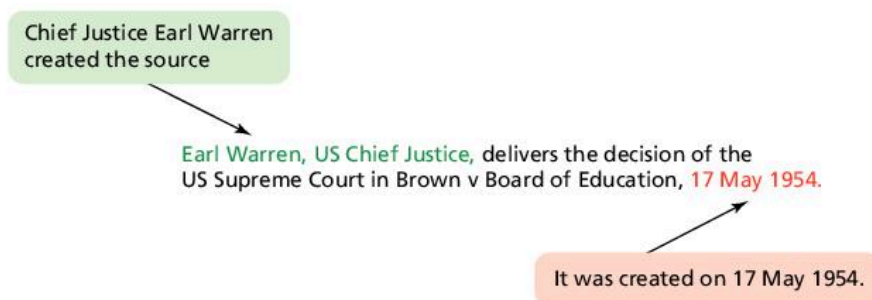 Chief Justice Earl Warren
created the source
Earl Warren, US Chief Justice, delivers the decision of the
US Supreme Court in Brown v Board of Education, 17 May 1954.
It was created on 17 May 1954.